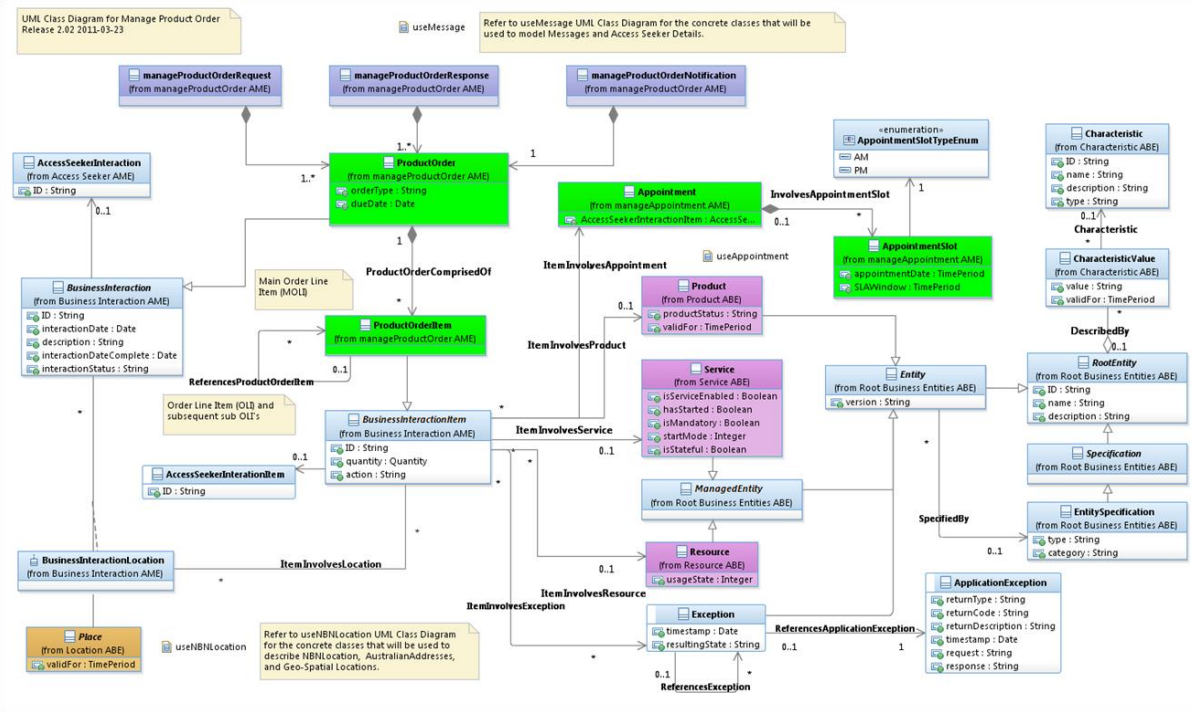 UML Class Diagram for Manage Product Order
Release 2.02 2011-03-23
useMessage
Refer to useMessage UML Class Diagram for the concrete classes that will be
used to model Messages and Access Seeker Details.
manageProductOrderRequest
(from manageProductOrder AME)
manageProductOrderResponse
(from manageProductOrder AME)
manageProductOrderNotification
(from manageProductOrder AME)
1..*
1..*
1
AccessSeekerInteraction
(from Access Seeker AME)
ID : String
0..1
ProductOrder
(from manageProductOrder AME)
orderType : String
dueDate : Date
1
ProductOrderComprisedOf
*
«enumeration»
AppointmentSlotTypeEnum
AM
PM
1
Characteristic
(from Characteristic ABE)
ID : String
name : String
description : String
type : String
0..1
Characteristic
*
Appointment
(from manageAppointment AME)
AccessSeekerInteractionItem : AccessSe...
InvolvesAppointmentSlot
0..1
*
AppointmentSlot
(from manageAppointment AME)
appointmentDate : TimePeriod
SLAWindow : TimePeriod
useAppointment
ItemInvolvesAppointment
CharacteristicValue
(from Characteristic ABE)
value : String
validFor : TimePeriod
*
DescribedBy
0..1
BusinessInteraction
(from Business Interaction AME)
ID : String
interactionDate : Date
description : String
interactionDateComplete : Date
interactionStatus : String
*
Main Order Line
Item (MOLI)
ProductOrderItem
(from manageProductOrder AME)
*
0..1
ReferencesProductOrderItem
Order Line Item (OLI) and
subsequent sub OLI's
Product
(from Product ABE)
productStatus : String
validFor : TimePeriod
0..1
ItemInvolvesProduct
*
Service
(from Service ABE)
isServiceEnabled : Boolean
hasStarted : Boolean
isMandatory : Boolean
startMode : Integer
isStateful : Boolean
ItemInvolvesService
0..1
Entity
(from Root Business Entities ABE)
version : String
*
RootEntity
(from Root Business Entities ABE)
ID : String
name : String
description : String
Specification
(from Root Business Entities ABE)
EntitySpecification
(from Root Business Entities ABE)
type : String
category : String
SpecifiedBy
0..1
BusinessInteractionItem
(from Business Interaction AME)
ID : String
quantity : Quantity
action : String
*
*
*
*
0..1
AccessSeekerInterationItem
ID : String
ManagedEntity
(from Root Business Entities ABE)
Resource
(from Resource ABE)
usageState : Integer
0..1
ItemInvolvesResource
BusinessInteractionLocation
(from Business Interaction AME)
ItemInvolvesLocation
*
Place
(from Location ABE)
validFor : TimePeriod
useNBNLocation
Refer to useNBNLocation UML Class Diagram
for the concrete classes that will be used to
describe NBNLocation, AustralianAddresses,
and Geo-Spatial Locations.
ItemInvolvesException
*
Exception
(from Root Business Entities ABE)
timestamp : Date
resultingState : String
0..1
*
ReferencesException
ReferencesApplicationException
0..1
1
ApplicationException
returnType : String
returnCode : String
returnDescription : String
timestamp : Date
request : String
response : String